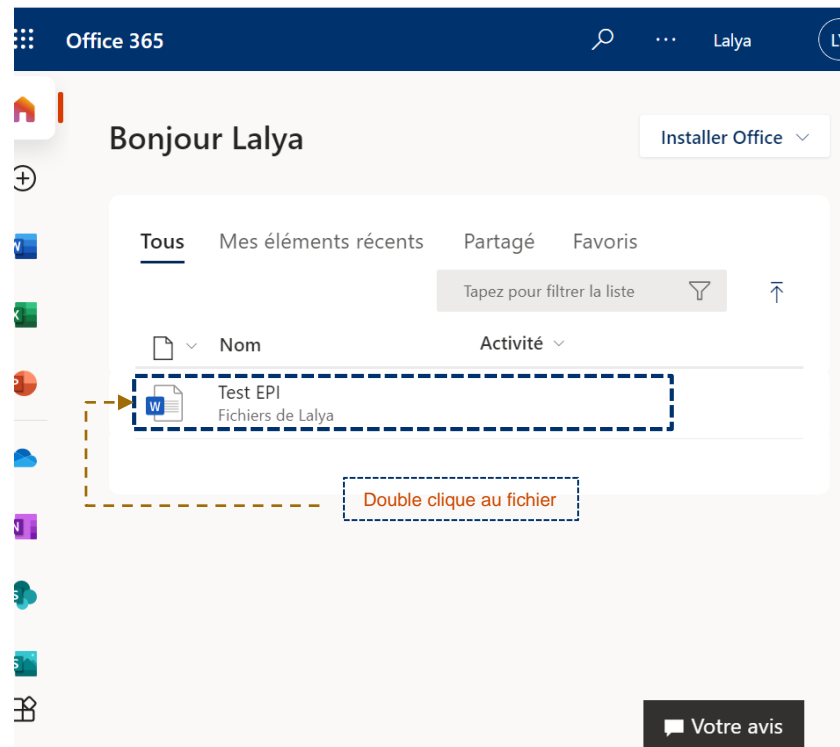 Office 365
Lalya
Bonjour Lalya
Installer Office
Tous Mes éléments récents Partagé Favoris
Tapez pour filtrer la liste
Nom Activité
Test EPI
Fichiers de Lalya
Double clique au fichier
Votre avis